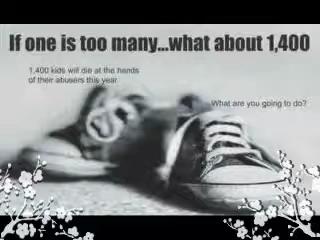 If one is too many...what about 1,400
1,400 kids will die at the hands
of their abusers this year.
What are you going to do?